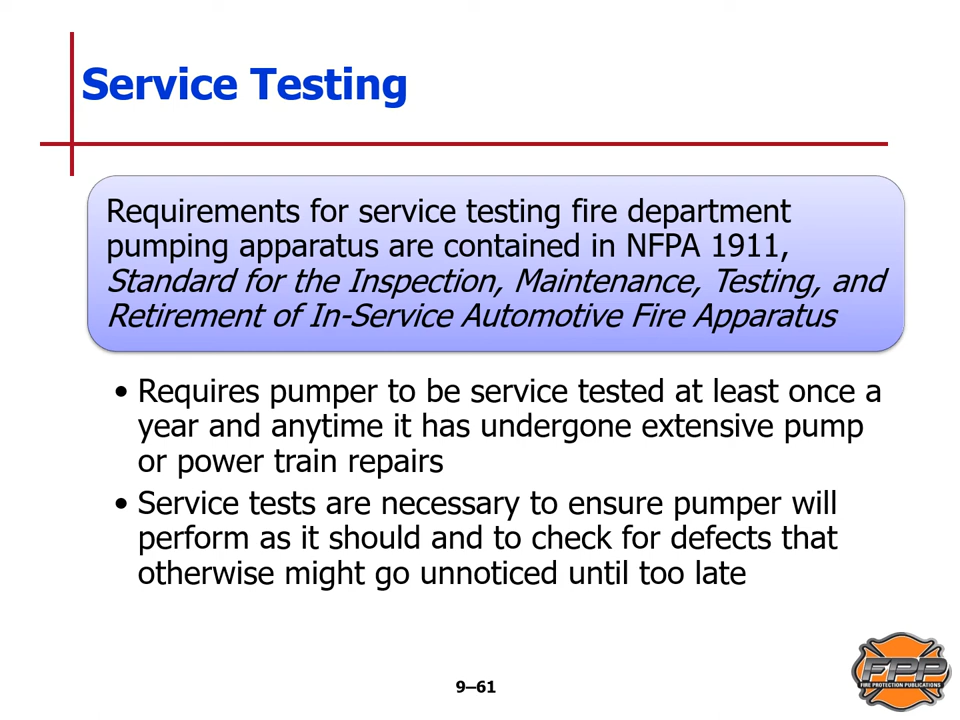 Service Testing
Requirements for service testing fire department
pumping apparatus are contained in NFPA 1911,
Standard for the Inspection, Maintenance, Testing, and
Retirement of In-Service Automotive Fire Apparatus
• Requires pumper to be service tested at least once a
year and anytime it has undergone extensive pump
or power train repairs
• Service tests are necessary to ensure pumper will
perform as it should and to check for defects that
otherwise might go unnoticed until too late
9–61
FPP
FIRE PROTECTION PUBLICATIONS